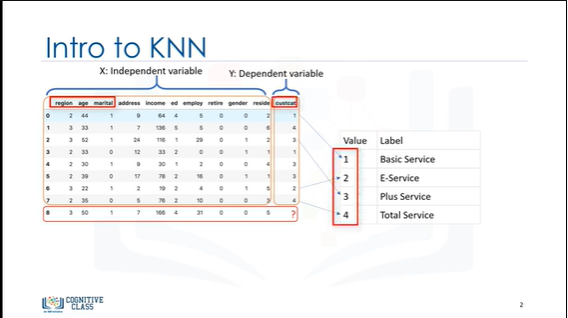 Intro to KNN
X: Independent variable
Y: Dependent variable
region age marital address income ed employ retire gender reside custcat
0 2 44 1 9 64 4 5 0 0 2 1
1 3 33 1 7 136 5 5 0 0 6 4
2 3 52 1 24 116 1 29 0 1 2 3
3 2 33 0 12 33 2 0 0 1 1 1
4 2 30 1 9 30 1 2 0 0 4 3
5 2 39 0 17 78 2 16 0 1 1 3
6 3 22 1 2 19 2 4 0 1 5 2
7 2 35 0 5 76 2 10 0 0 3 4
8 3 50 1 7 166 4 31 0 0 5 ?
Value Label
1 Basic Service
2 E-Service
3 Plus Service
4 Total Service
COGNITIVE
CLASS
2